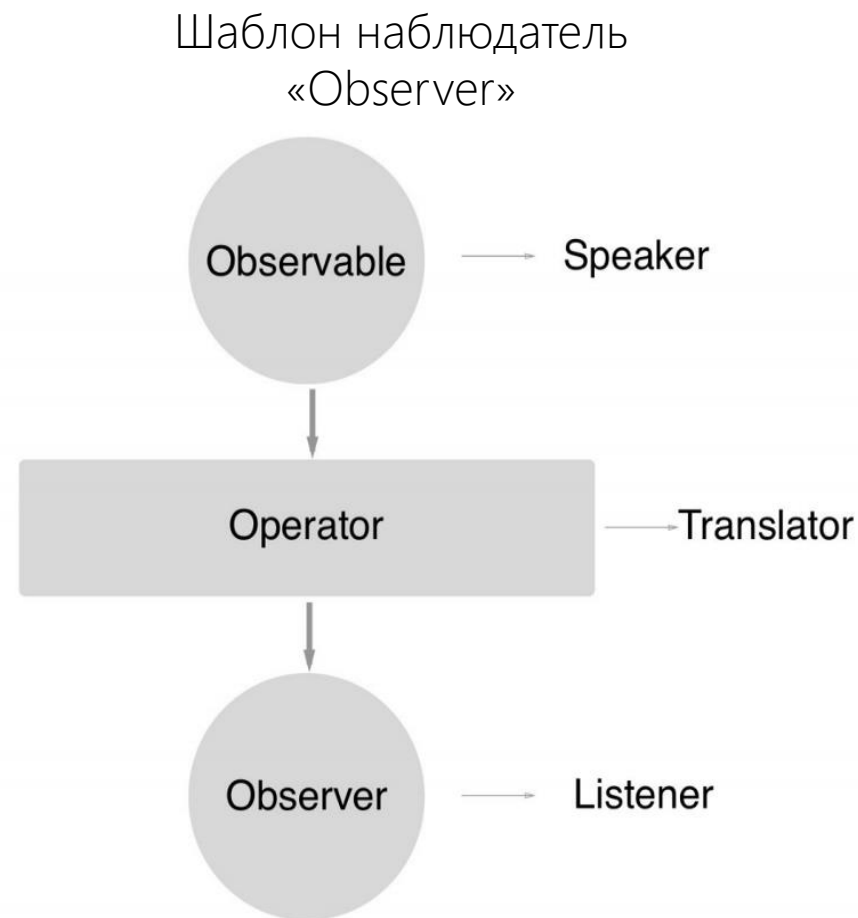 Шаблон наблюдатель
«Observer»
Observable
Speaker
Operator
Translator
Observer
Listener